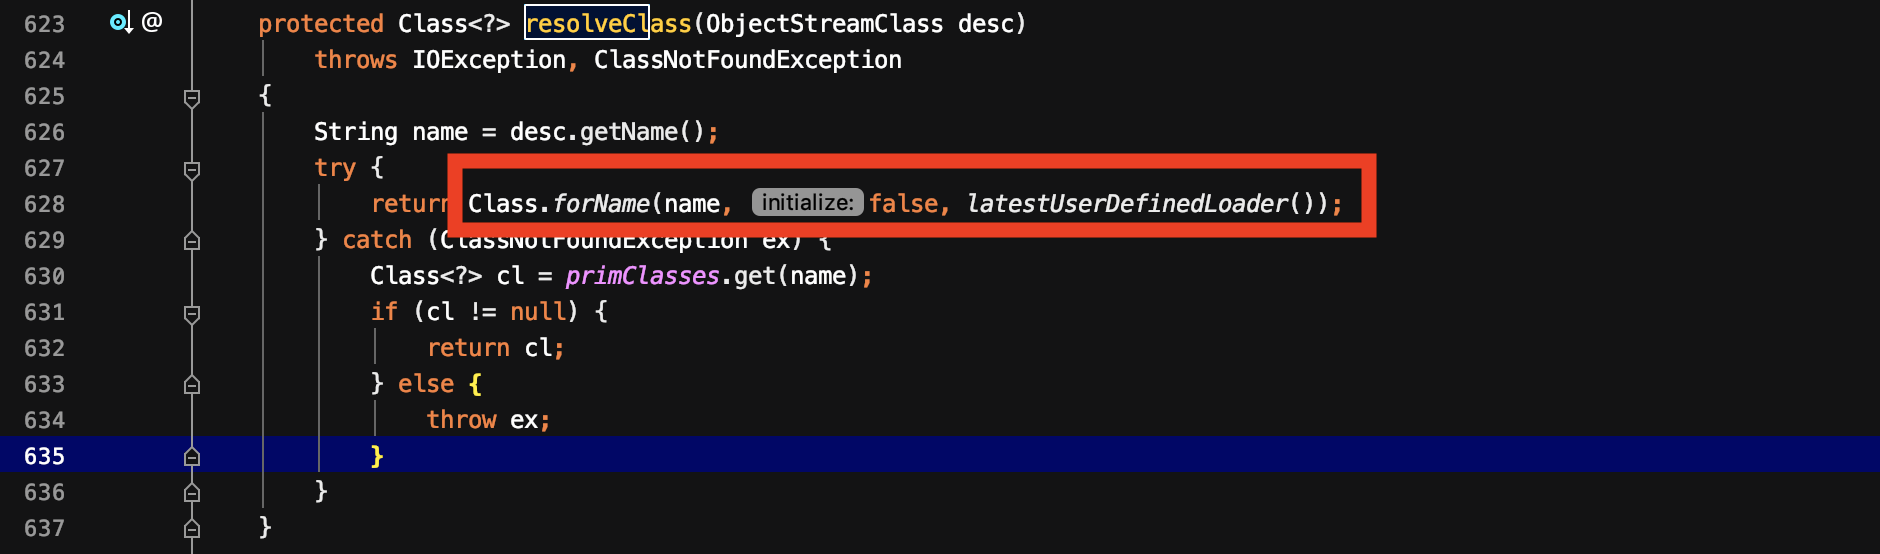 623 @ protected Class<?> resolveClass(ObjectStreamClass desc)
624 throws IOException, ClassNotFoundException
625 {
626 String name = desc.getName();
627 try {
628 return Class.forName(name, initialize: false, latestUserDefinedLoader());
629 } catch (ClassNotFoundException ex) {
630 Class<?> cl = primClasses.get(name);
631 if (cl != null) {
632 return cl;
633 } else {
634 throw ex;
635 }
636 }
637 }